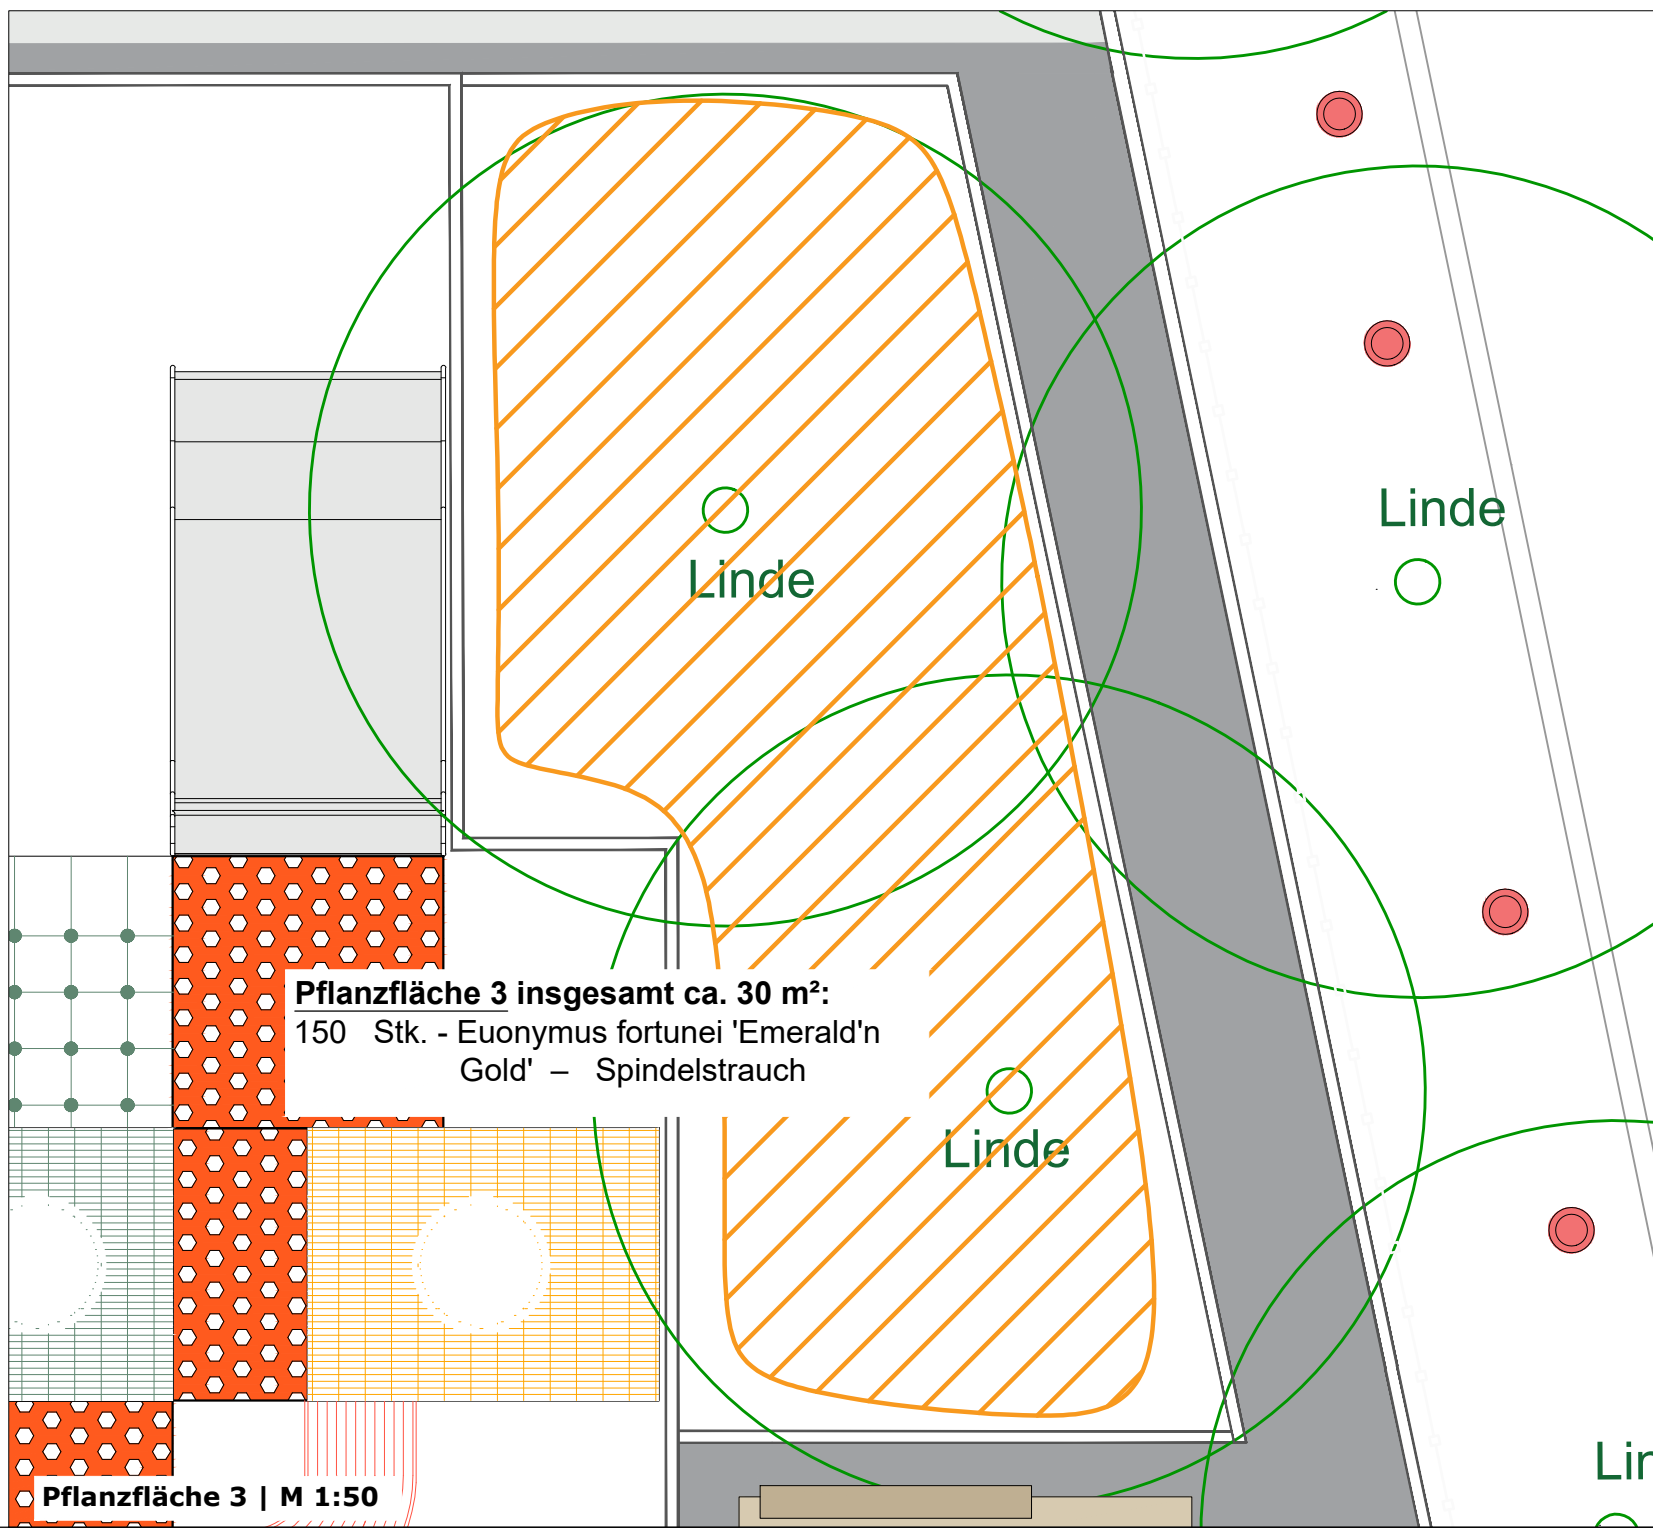 Linde
Linde
Pflanzfläche 3 insgesamt ca. 30 m²:
150 Stk. - Euonymus fortunei 'Emerald'n
Gold' – Spindelstrauch
Linde
Pflanzfläche 3 | M 1:50